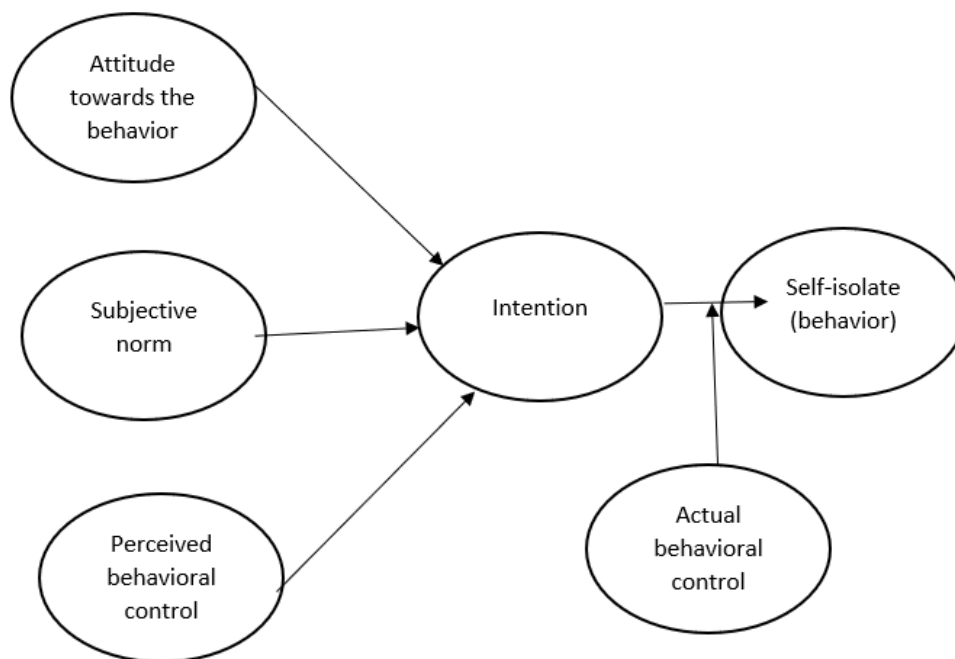 Attitude
towards the
behavior
Subjective
norm
Perceived
behavioral
control
Intention
Self-isolate
(behavior)
Actual
behavioral
control